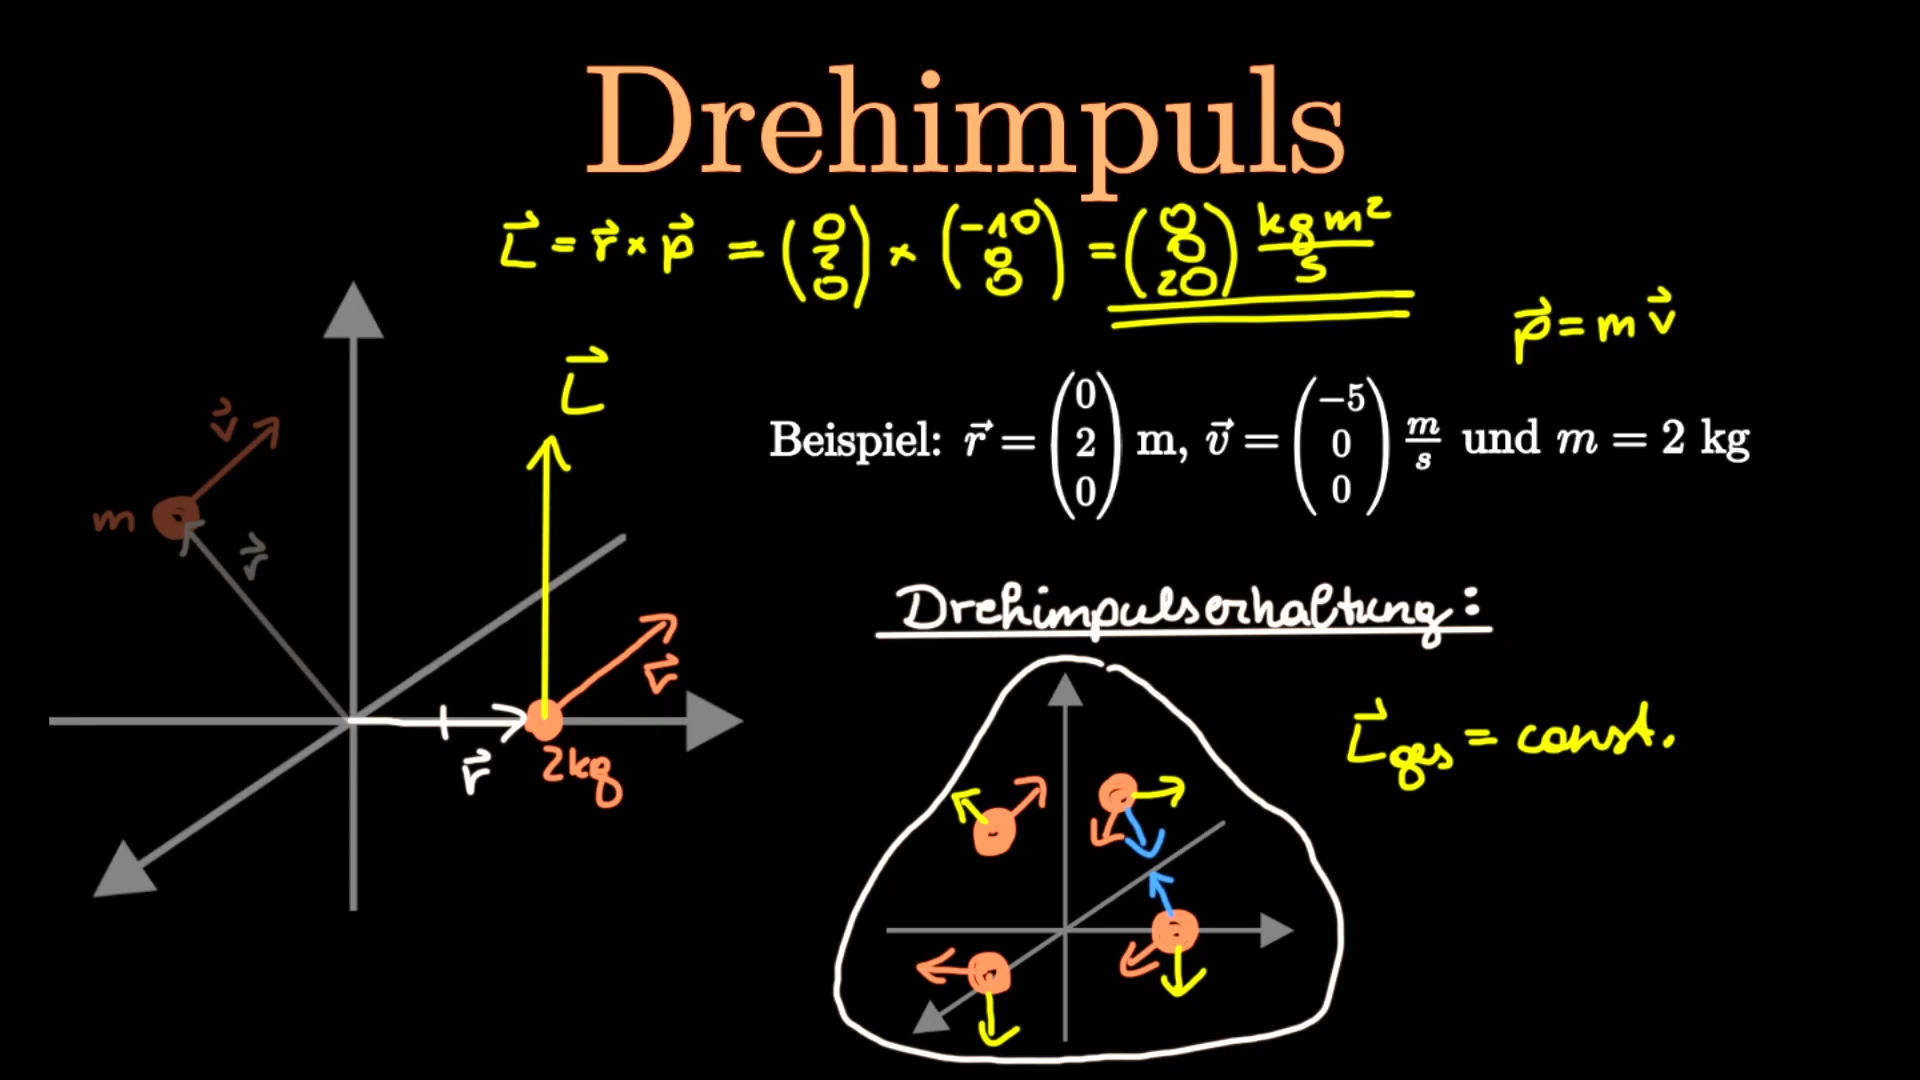 Drehimpuls
L⃗ = r⃗ × p⃗ = (0 2 0) × (-10 0 0) = (0 0 20) kg m²/s
p⃗ = m v⃗
L⃗
Beispiel: r⃗ = (0 2 0) m, v⃗ = (−5 0 0) m/s und m = 2 kg
v⃗
m
r⃗
Drehimpulserhaltung:
v⃗
r⃗
2kg
L⃗ges = const.